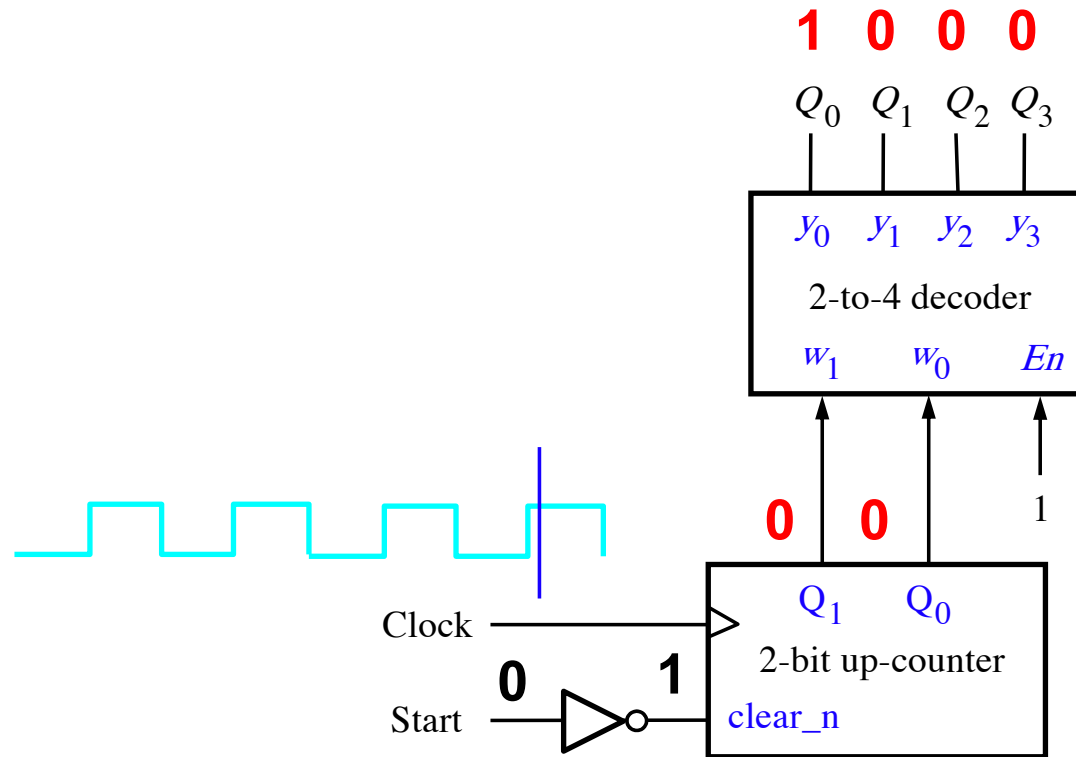 1 0 0 0
Q0 Q1 Q2 Q3
y0 y1 y2 y3
2-to-4 decoder
w1 w0 En
0 0 1
Q1 Q0
Clock
2-bit up-counter
0 1
Start
clear_n